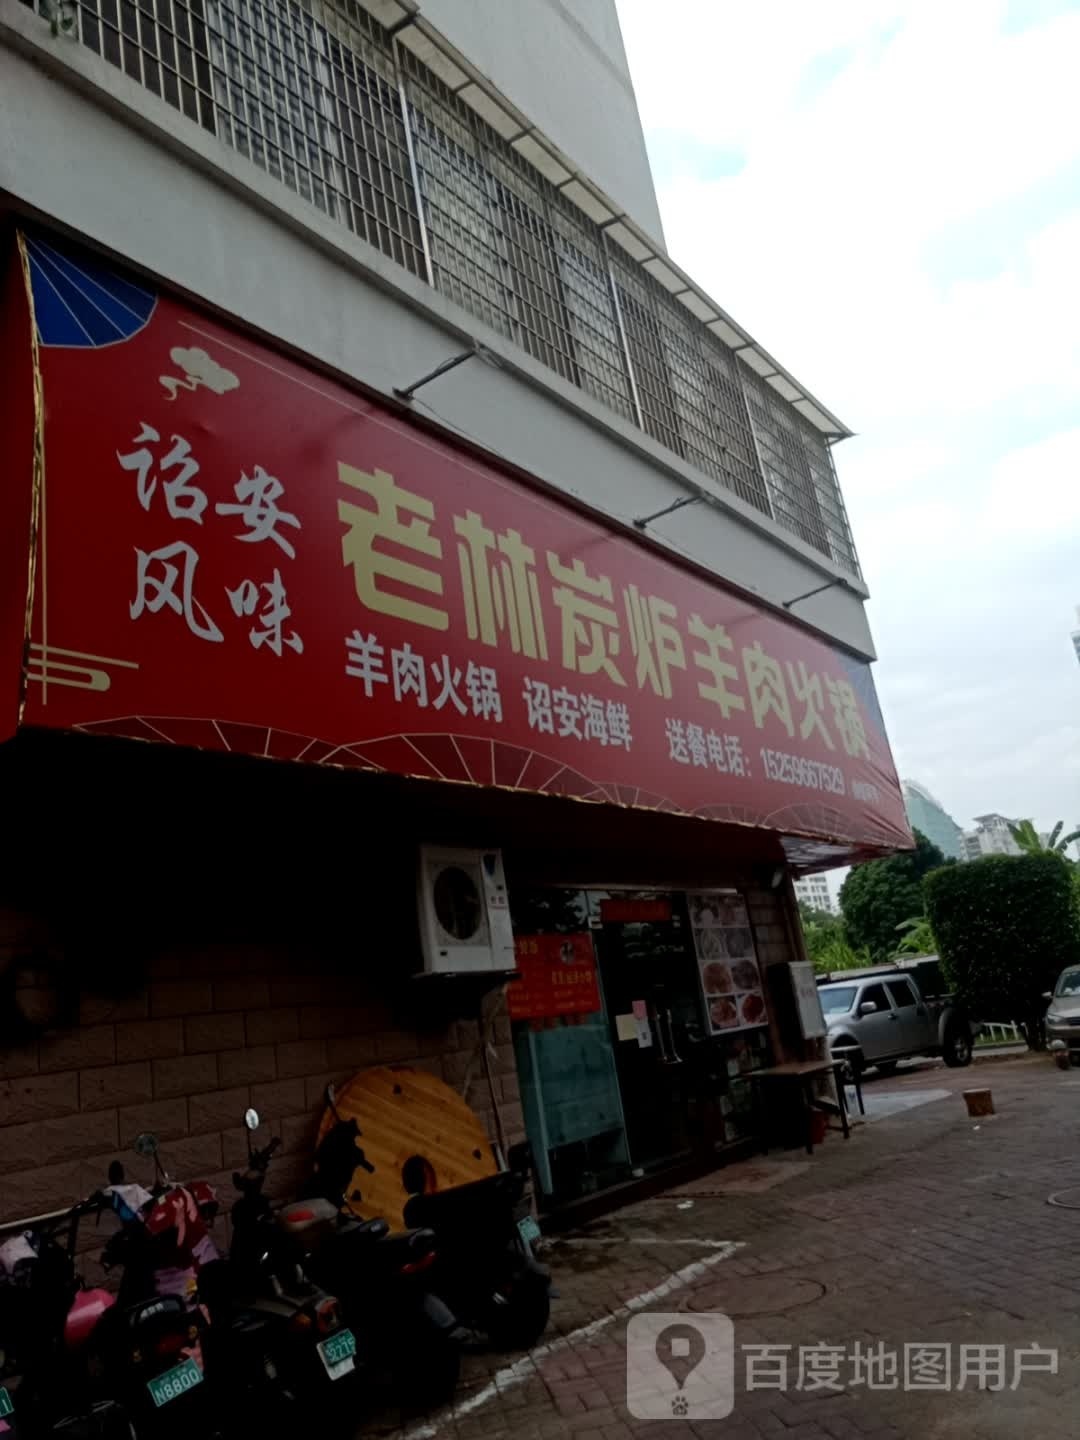 诏安
风味
老林炭炉羊肉火锅
羊肉火锅 诏安海鲜 送餐电话: 15259667529
N8800
百度地图用户